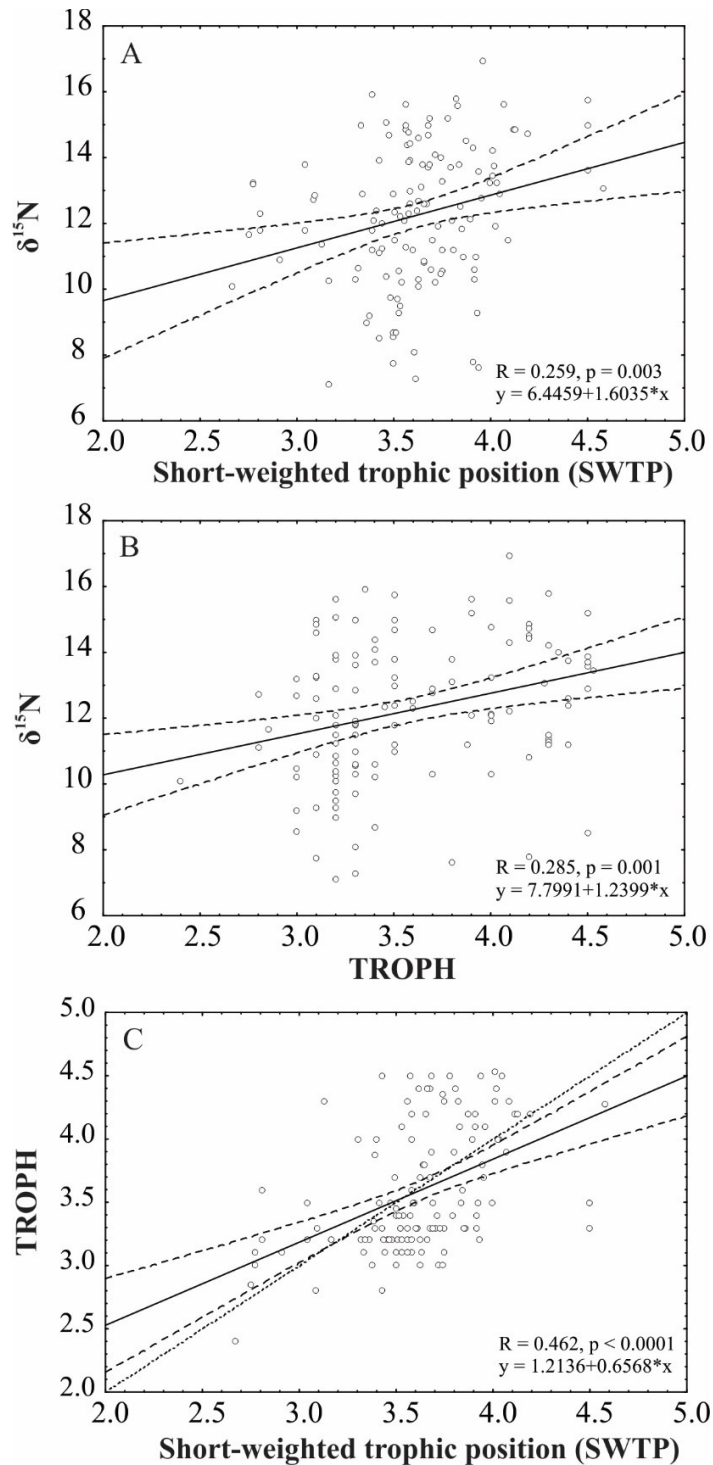 A
18
16
14
12
10
8
6
δ¹⁵N
R = 0.259, p = 0.003
y = 6.4459+1.6035*x
2.0 2.5 3.0 3.5 4.0 4.5 5.0
Short-weighted trophic position (SWTP)
B
18
16
14
12
10
8
6
δ¹⁵N
R = 0.285, p = 0.001
y = 7.7991+1.2399*x
2.0 2.5 3.0 3.5 4.0 4.5 5.0
TROPH
C
5.0
4.5
4.0
3.5
3.0
2.5
2.0
TROPH
R = 0.462, p < 0.0001
y = 1.2136+0.6568*x
2.0 2.5 3.0 3.5 4.0 4.5 5.0
Short-weighted trophic position (SWTP)